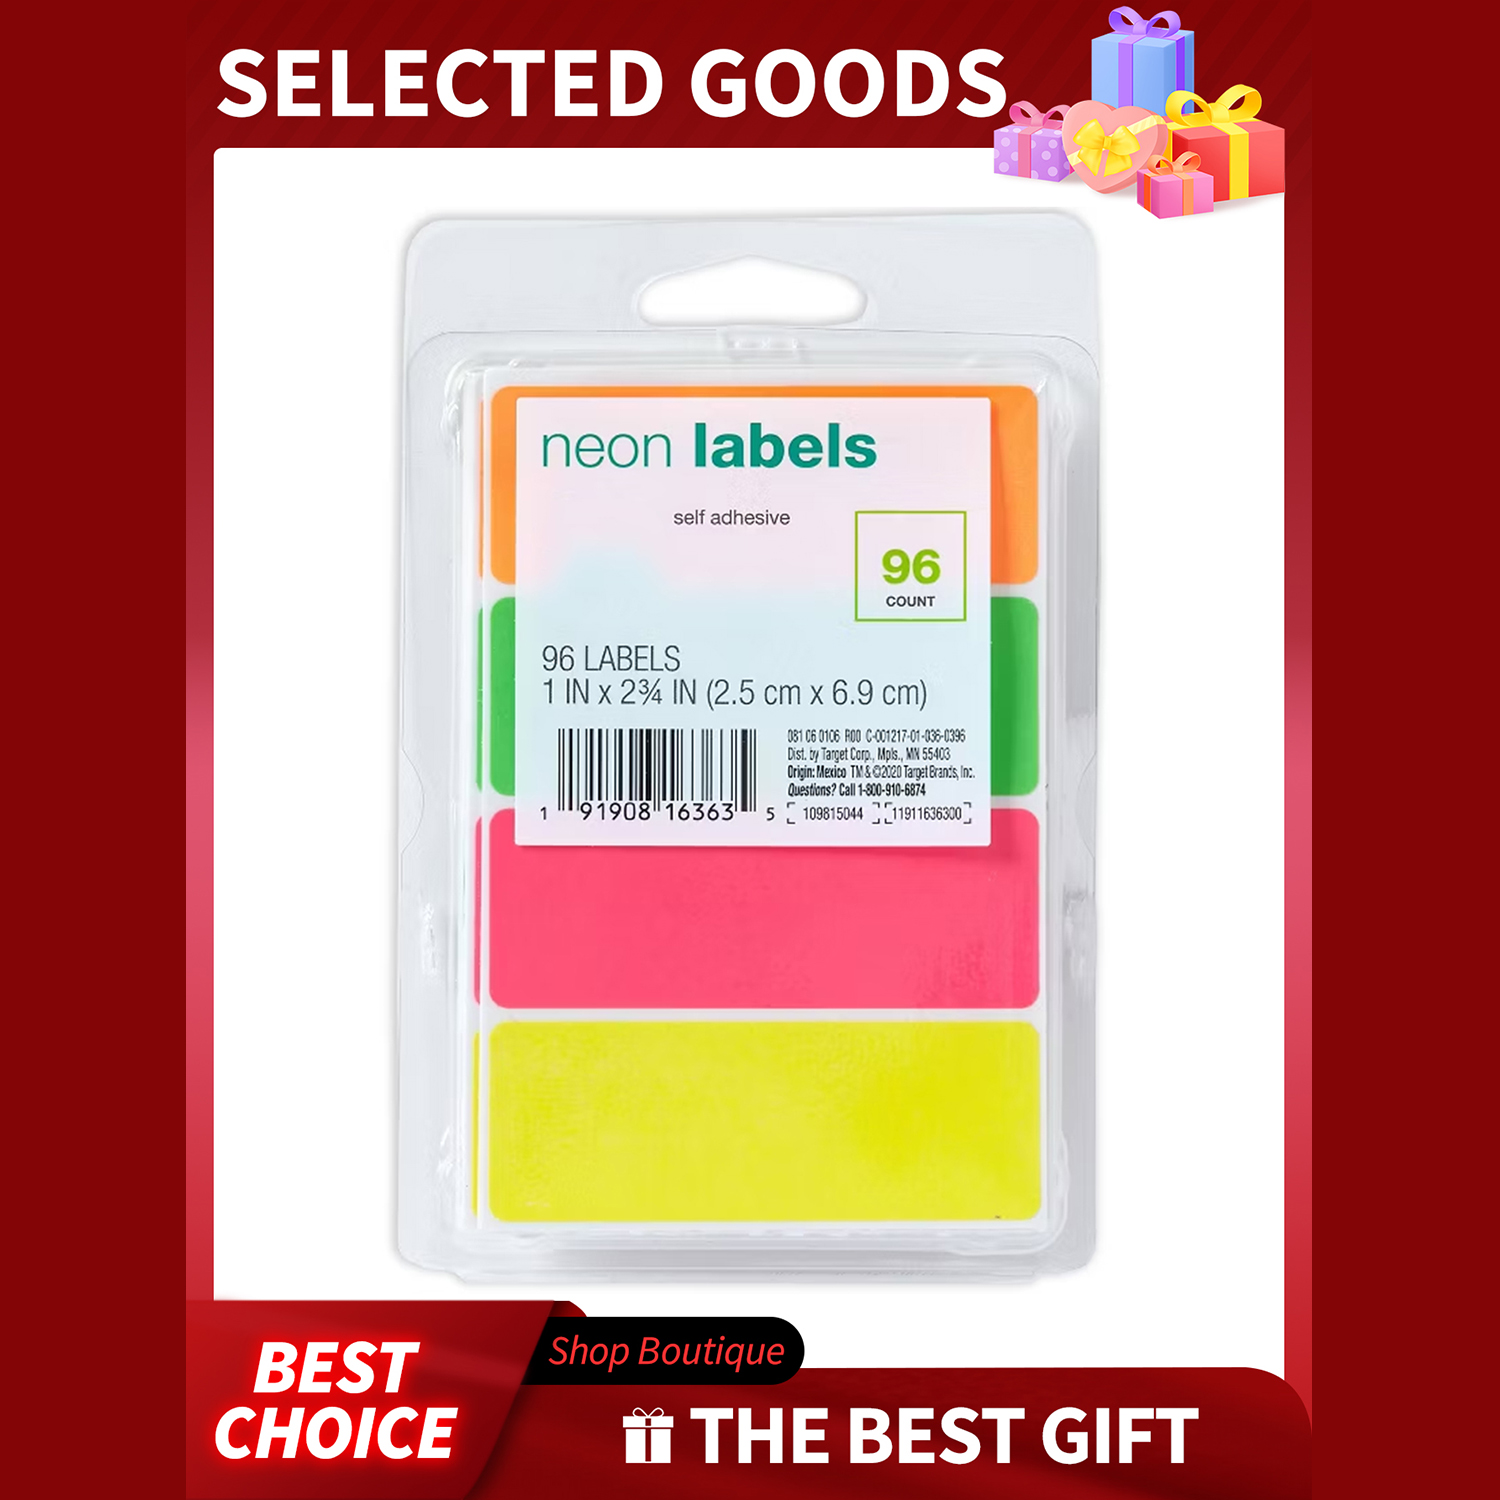 SELECTED GOODS
neon labels
self adhesive
96
COUNT
96 LABELS
1 IN x 2¾ IN (2.5 cm x 6.9 cm)
081 06 0106 R00 C-001217-01-036-0396
Dist. by Target Corp., Mpls., MN 55403
Origin: Mexico TM & ©2020 Target Brands, Inc.
Questions? Call 1-800-910-6874
1 91908 16363 5
109815044 11911636300
BEST
CHOICE
Shop Boutique
THE BEST GIFT